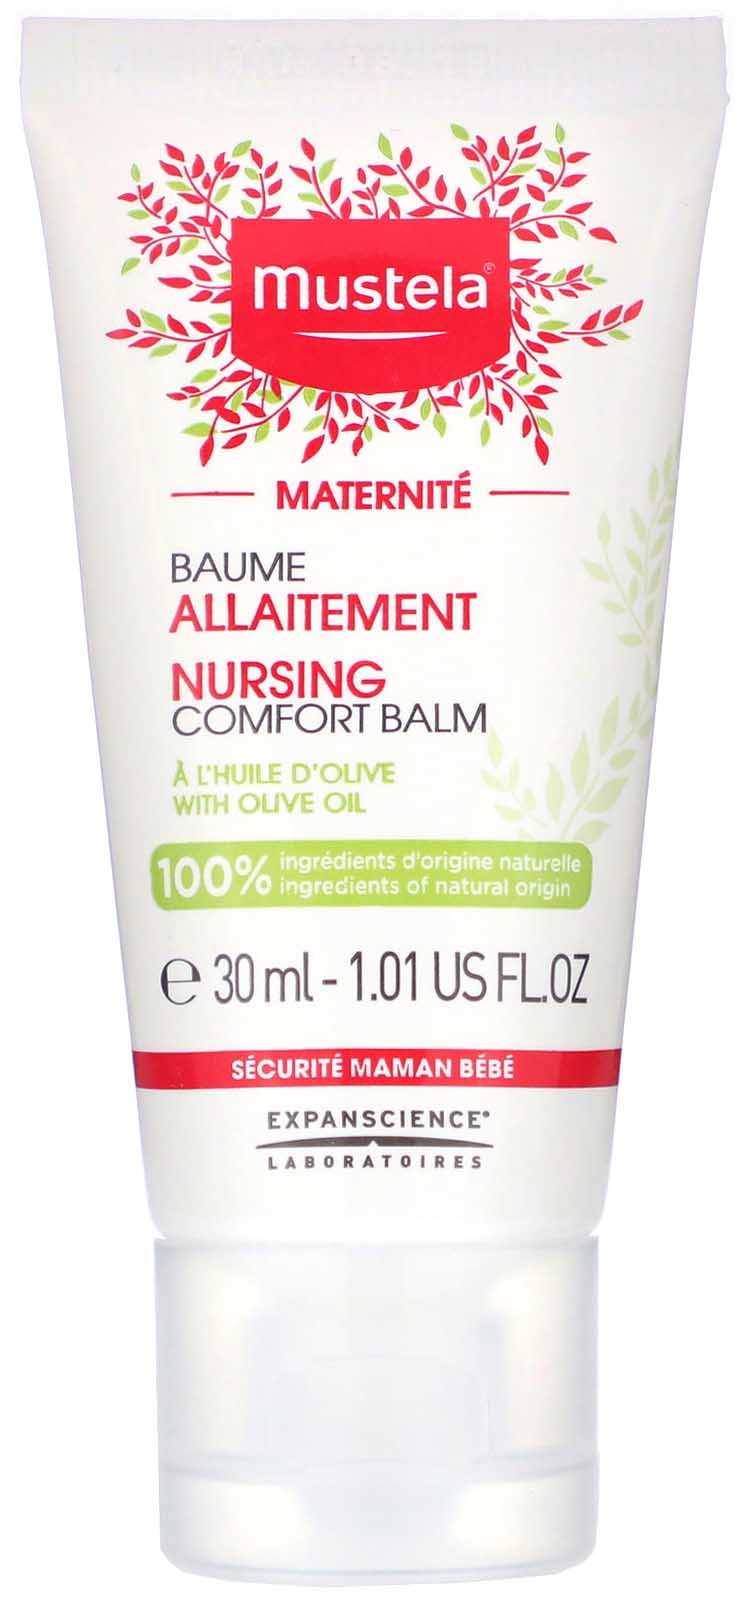 mustela®
MATERNITÉ
BAUME
ALLAITEMENT
NURSING
COMFORT BALM
À L'HUILE D'OLIVE
WITH OLIVE OIL
100% ingrédients d'origine naturelle
ingredients of natural origin
℮ 30 ml - 1.01 US FL.OZ
SÉCURITÉ MAMAN BÉBÉ
EXPANSCIENCE®
LABORATOIRES